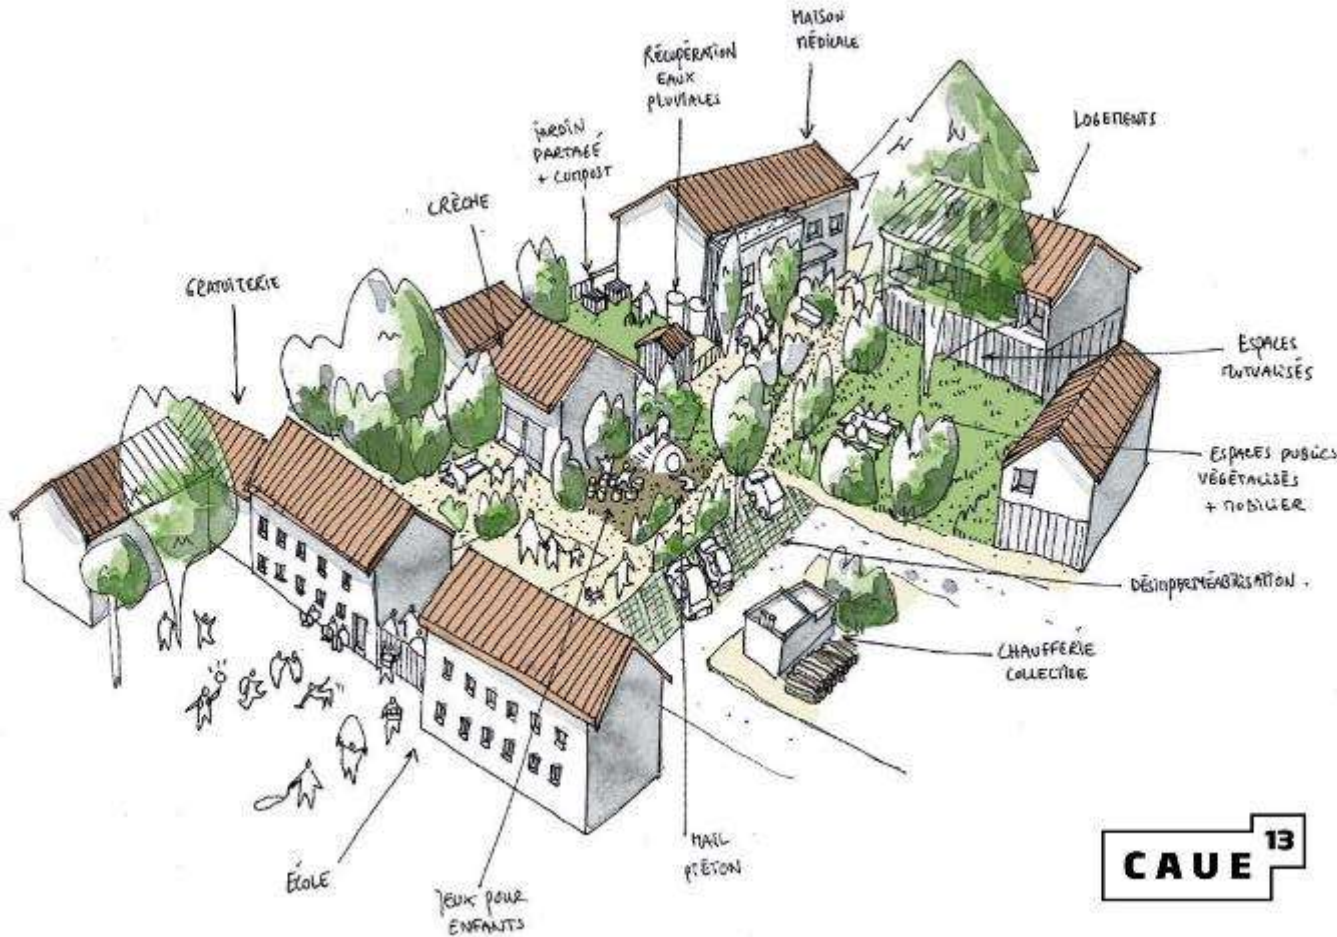 MAISON
MÉDICALE
RÉCUPÉRATION
EAUX
PLUVIALES
LOGEMENTS
JARDIN
PARTAGÉ
+ COMPOST
CRÈCHE
GRATUITERIE
ESPACES
MUTUALISÉS
ESPACES PUBLICS
VÉGÉTALISÉS
+ MOBILIER
DÉSIMPERMÉABILISATION.
CHAUFFERIE
COLLECTIVE
MAIL
PIÉTON
ÉCOLE
JEUX POUR
ENFANTS
CAUE 13